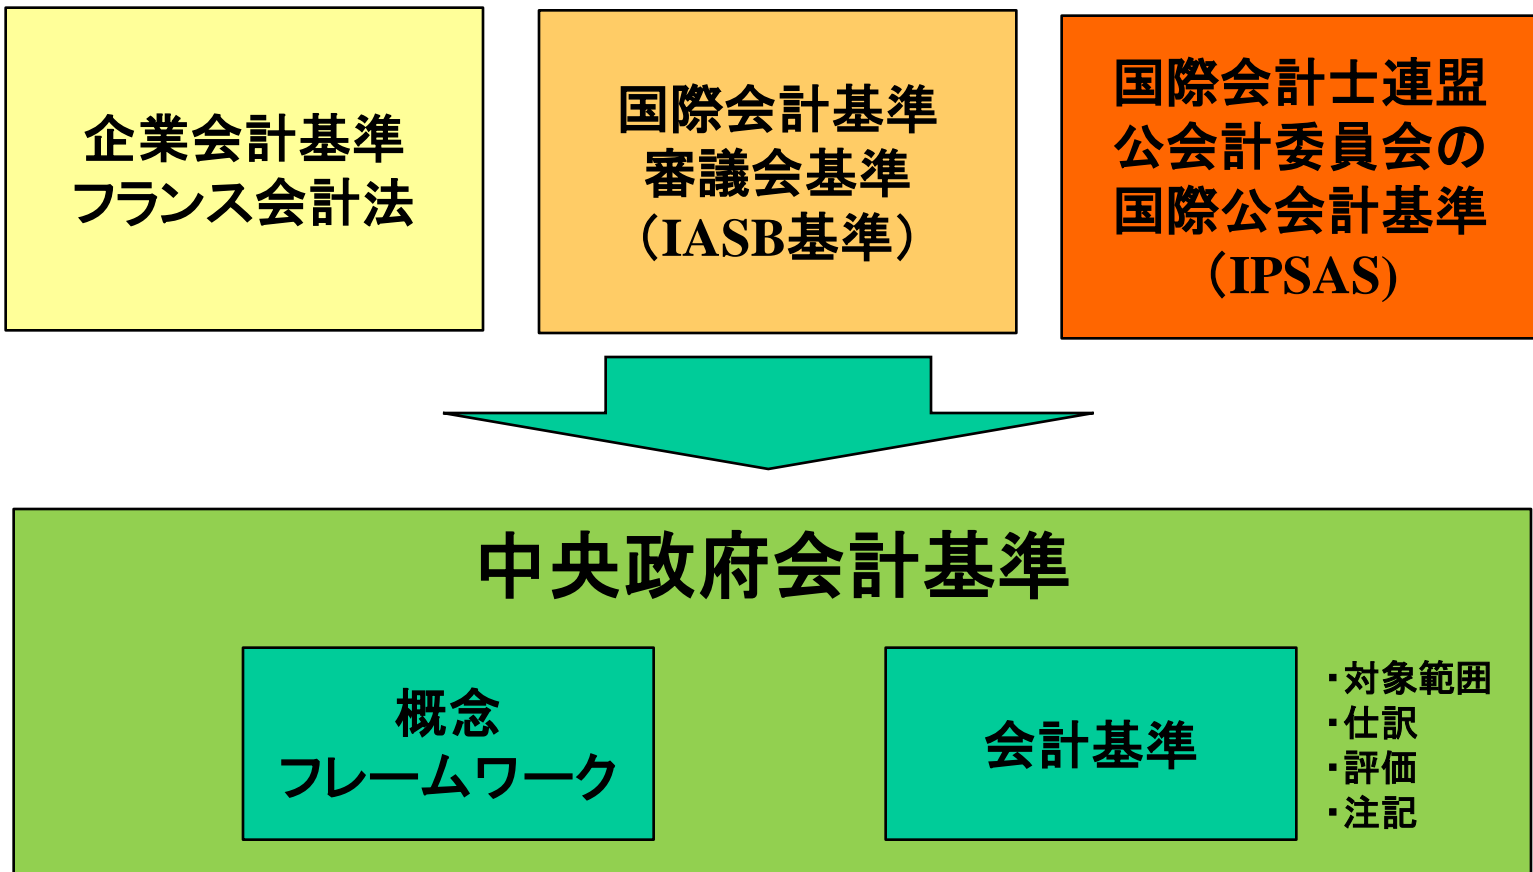 企業会計基準
フランス会計法
国際会計基準
審議会基準
（IASB基準）
国際会計士連盟
公会計委員会の
国際公会計基準
（IPSAS)
中央政府会計基準
概念
フレームワーク
会計基準
・対象範囲
・仕訳
・評価
・注記